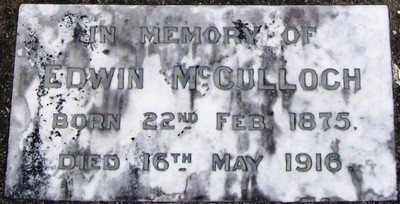 IN MEMORY OF
EDWIN McCULLOCH
BORN 22ND FEB. 1875.
DIED 16TH MAY 1916.